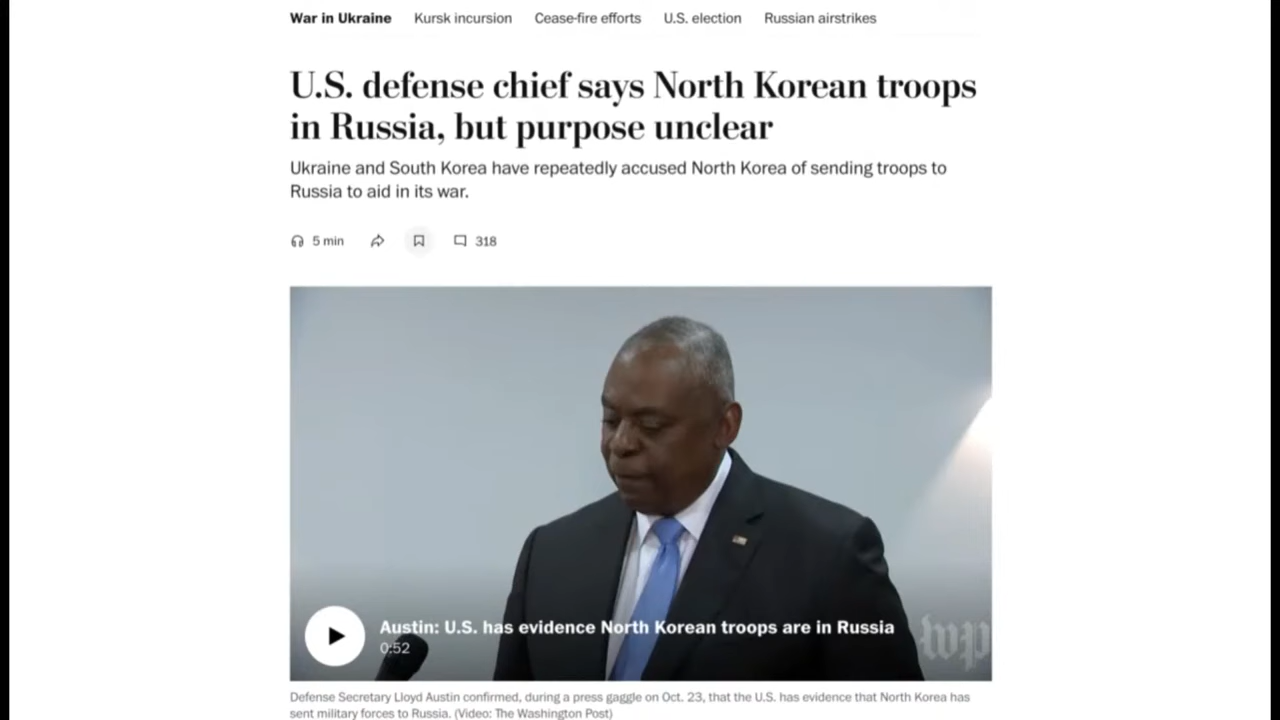 War in Ukraine Kursk incursion Cease-fire efforts U.S. election Russian airstrikes
U.S. defense chief says North Korean troops
in Russia, but purpose unclear
Ukraine and South Korea have repeatedly accused North Korea of sending troops to
Russia to aid in its war.
5 min 318
Austin: U.S. has evidence North Korean troops are in Russia
0:52
wp
Defense Secretary Lloyd Austin confirmed, during a press gaggle on Oct. 23, that the U.S. has evidence that North Korea has
sent military forces to Russia. (Video: The Washington Post)